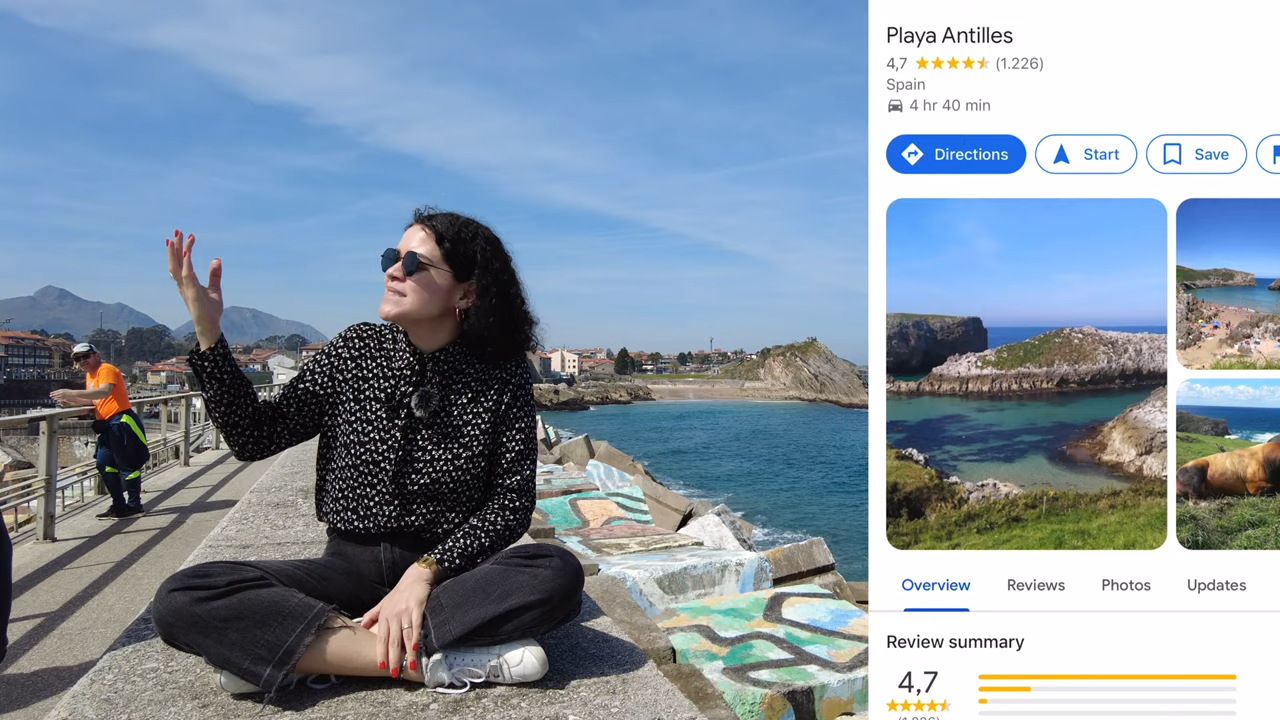 Playa Antilles
4,7 (1.226)
Spain
4 hr 40 min
Directions Start Save
Overview Reviews Photos Updates
Review summary
4,7